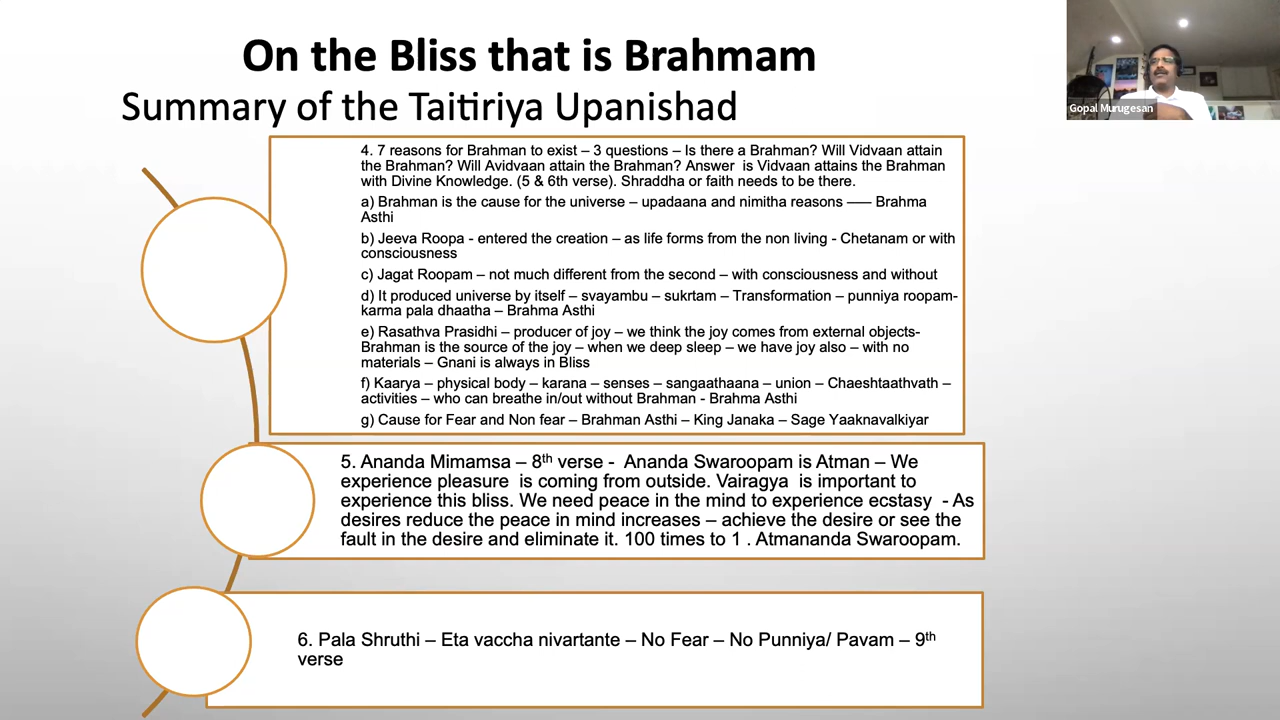 On the Bliss that is Brahmam
Summary of the Taitiriya Upanishad
Gopal Murugesan
4. 7 reasons for Brahman to exist – 3 questions – Is there a Brahman? Will Vidvaan attain
the Brahman? Will Avidvaan attain the Brahman? Answer is Vidvaan attains the Brahman
with Divine Knowledge. (5 & 6th verse). Shraddha or faith needs to be there.
a) Brahman is the cause for the universe – upadaana and nimitha reasons —– Brahma
Asthi
b) Jeeva Roopa - entered the creation – as life forms from the non living - Chetanam or with
consciousness
c) Jagat Roopam – not much different from the second – with consciousness and without
d) It produced universe by itself – svayambu – sukrtam – Transformation – punniya roopam-
karma pala dhaatha – Brahma Asthi
e) Rasathva Prasidhi – producer of joy – we think the joy comes from external objects-
Brahman is the source of the joy – when we deep sleep – we have joy also – with no
materials – Gnani is always in Bliss
f) Kaarya – physical body – karana – senses – sangaathaana – union – Chaeshtaathvath –
activities – who can breathe in/out without Brahman - Brahma Asthi
g) Cause for Fear and Non fear – Brahman Asthi – King Janaka – Sage Yaaknavalkiyar
5. Ananda Mimamsa – 8th verse - Ananda Swaroopam is Atman – We
experience pleasure is coming from outside. Vairagya is important to
experience this bliss. We need peace in the mind to experience ecstasy - As
desires reduce the peace in mind increases – achieve the desire or see the
fault in the desire and eliminate it. 100 times to 1 . Atmananda Swaroopam.
6. Pala Shruthi – Eta vaccha nivartante – No Fear – No Punniya/ Pavam – 9th
verse